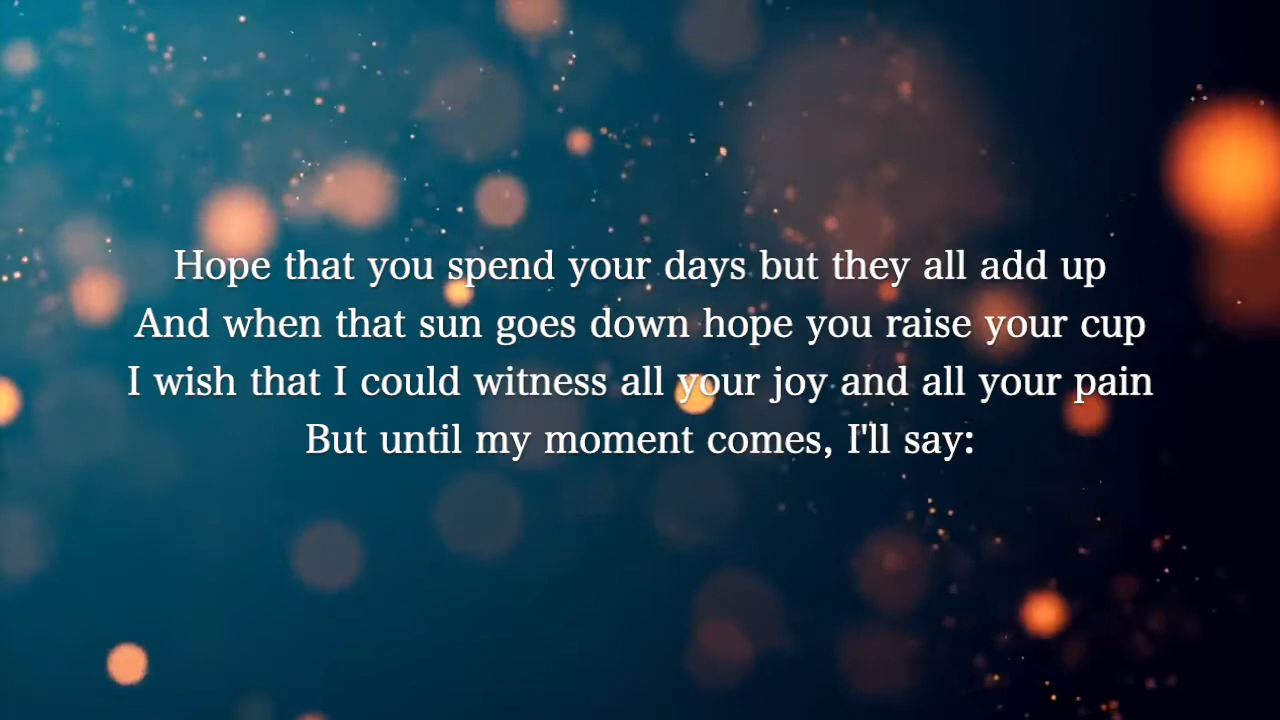 Hope that you spend your days but they all add up
And when that sun goes down hope you raise your cup
I wish that I could witness all your joy and all your pain
But until my moment comes, I'll say: